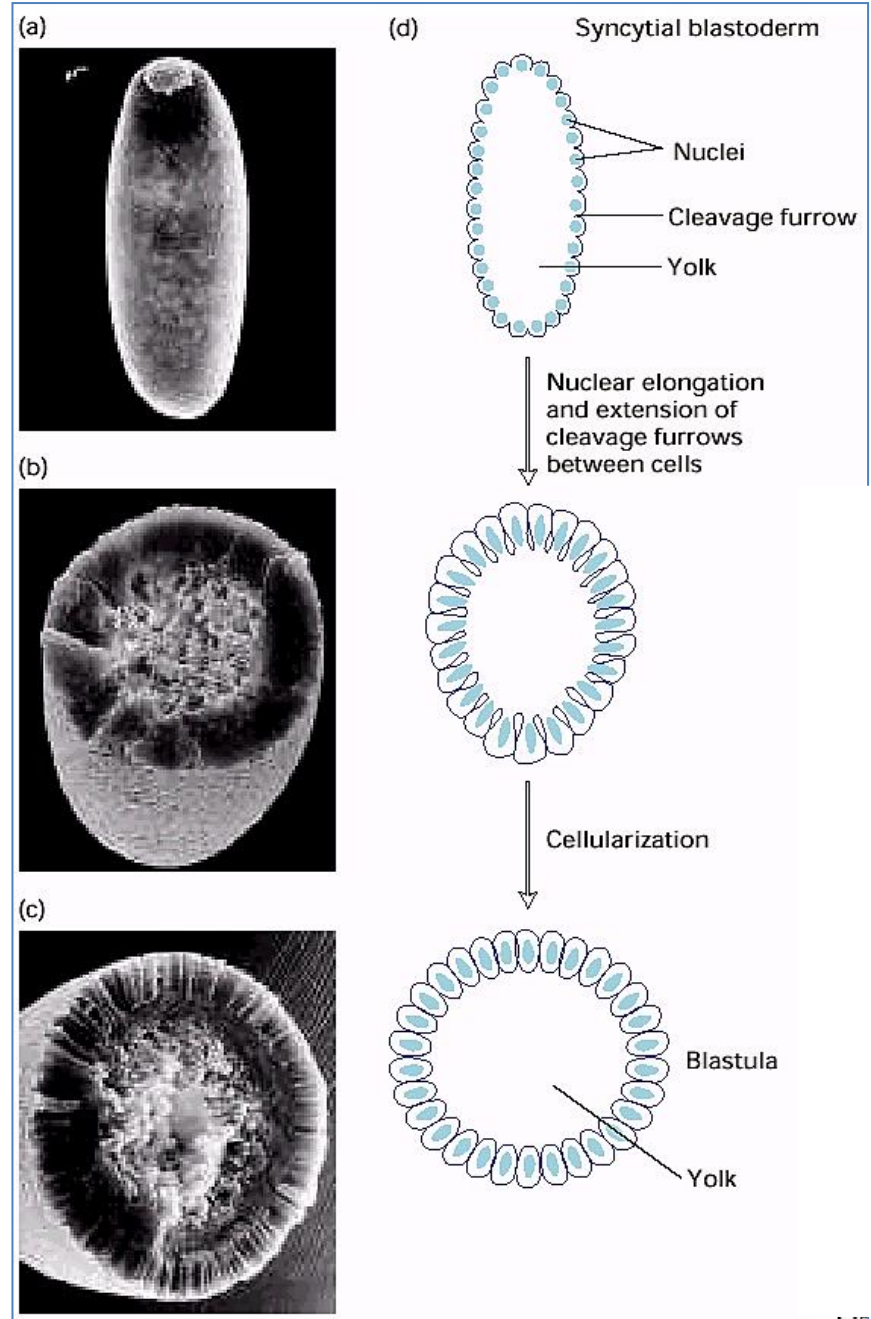 (a)
(d)
Syncytial blastoderm
Nuclei
Cleavage furrow
Yolk
Nuclear elongation
and extension of
cleavage furrows
between cells
(b)
Cellularization
(c)
Blastula
Yolk